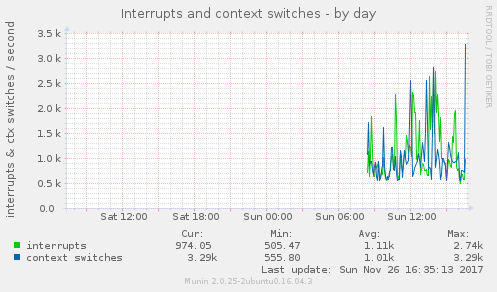 Interrupts and context switches - by day
RRDTOOL / TOBI OETIKER
interrupts & ctx switches / second
3.5 k
3.0 k
2.5 k
2.0 k
1.5 k
1.0 k
0.5 k
0.0
Sat 12:00 Sat 18:00 Sun 00:00 Sun 06:00 Sun 12:00
Cur: Min: Avg: Max:
interrupts 974.05 505.47 1.11k 2.74k
context switches 3.29k 555.80 1.01k 3.29k
Last update: Sun Nov 26 16:35:13 2017
Munin 2.0.25-2ubuntu0.16.04.3